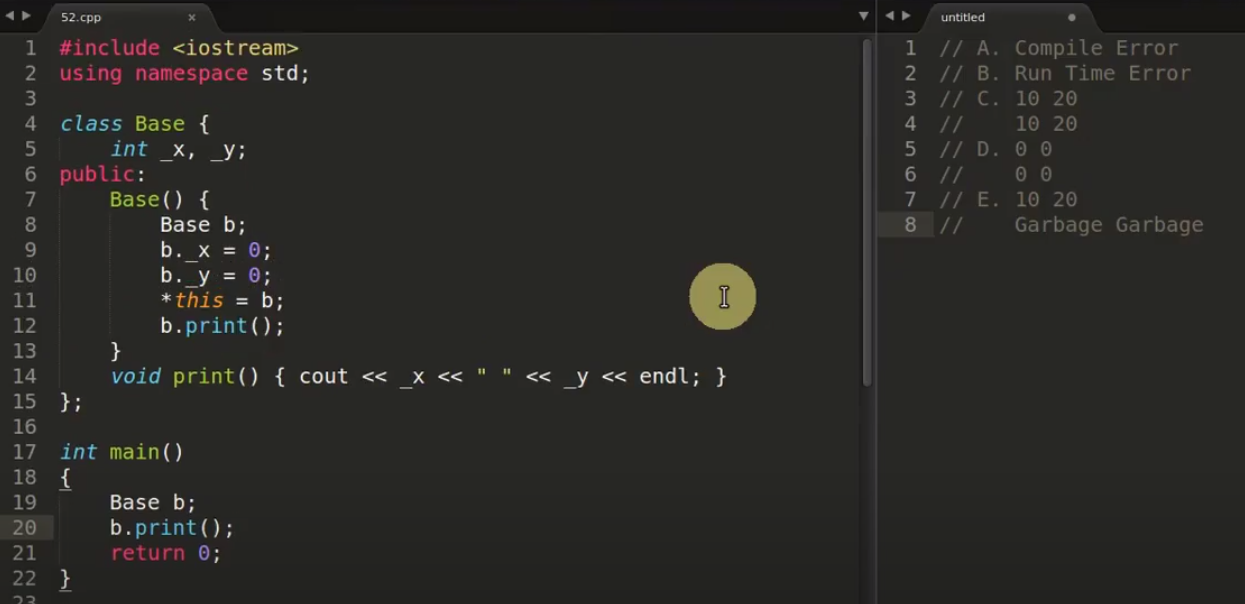 52.cpp ×
1 #include <iostream>
2 using namespace std;
3
4 class Base {
5     int _x, _y;
6 public:
7     Base() {
8         Base b;
9         b._x = 0;
10         b._y = 0;
11         *this = b;
12         b.print();
13     }
14     void print() { cout << _x << " " << _y << endl; }
15 };
16
17 int main()
18 {
19     Base b;
20     b.print();
21     return 0;
22 }
23
untitled
1 // A. Compile Error
2 // B. Run Time Error
3 // C. 10 20
4 //    10 20
5 // D. 0 0
6 //    0 0
7 // E. 10 20
8 //    Garbage Garbage